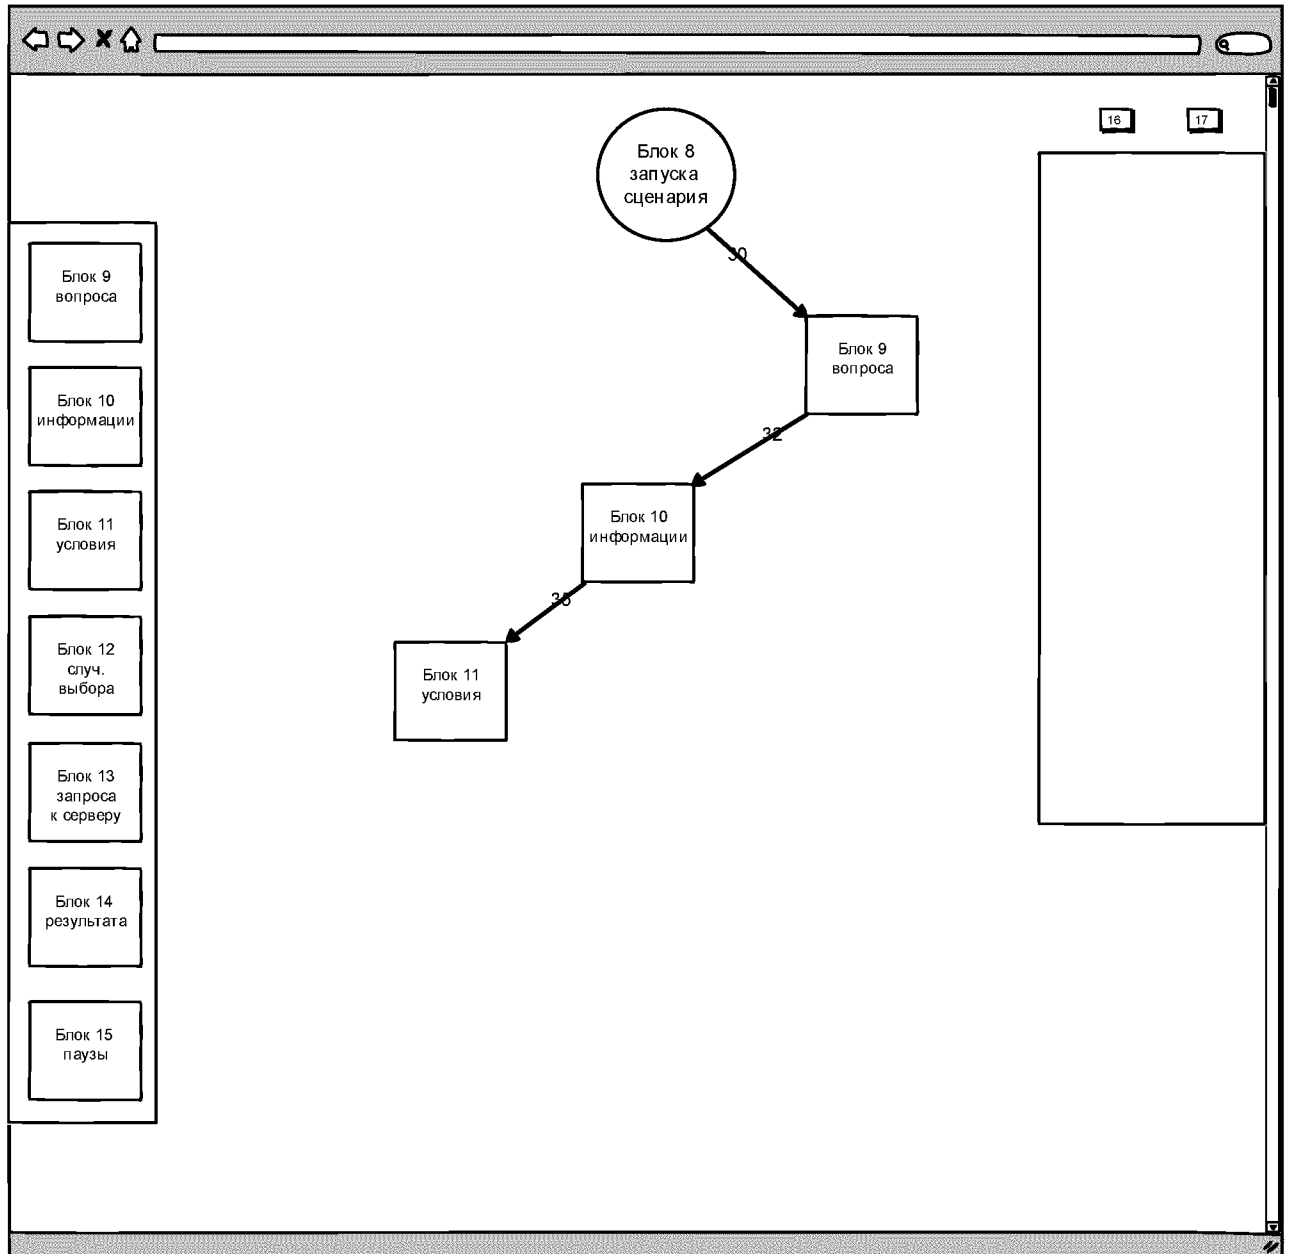 16
17
Блок 8
запуска
сценария
30
Блок 9
вопроса
32
Блок 10
информации
Блок 11
условия
Блок 9
вопроса
Блок 10
информации
Блок 11
условия
Блок 12
случ.
выбора
Блок 13
запроса
к серверу
Блок 14
результата
Блок 15
паузы